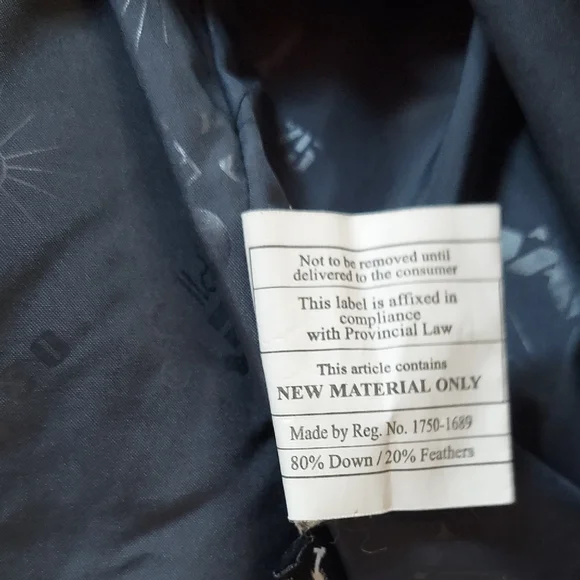 Not to be removed until
delivered to the consumer
This label is affixed in
compliance
with Provincial Law
This article contains
NEW MATERIAL ONLY
Made by Reg. No. 1750-1689
80% Down / 20% Feathers